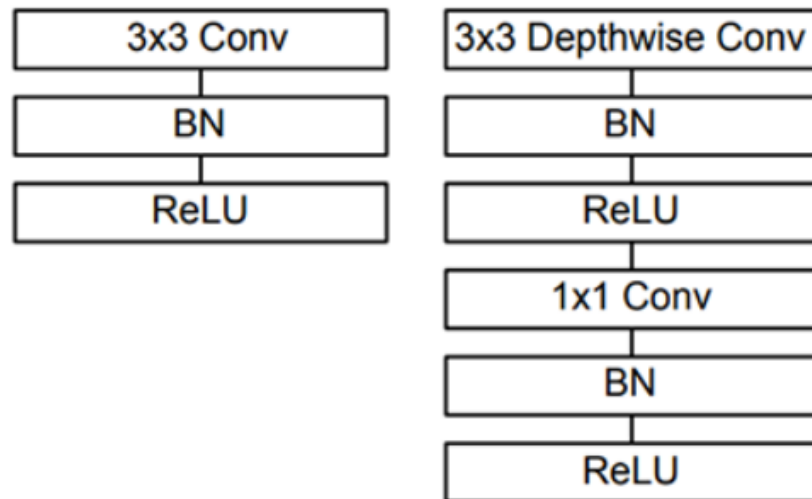 3x3 Conv
BN
ReLU
3x3 Depthwise Conv
BN
ReLU
1x1 Conv
BN
ReLU